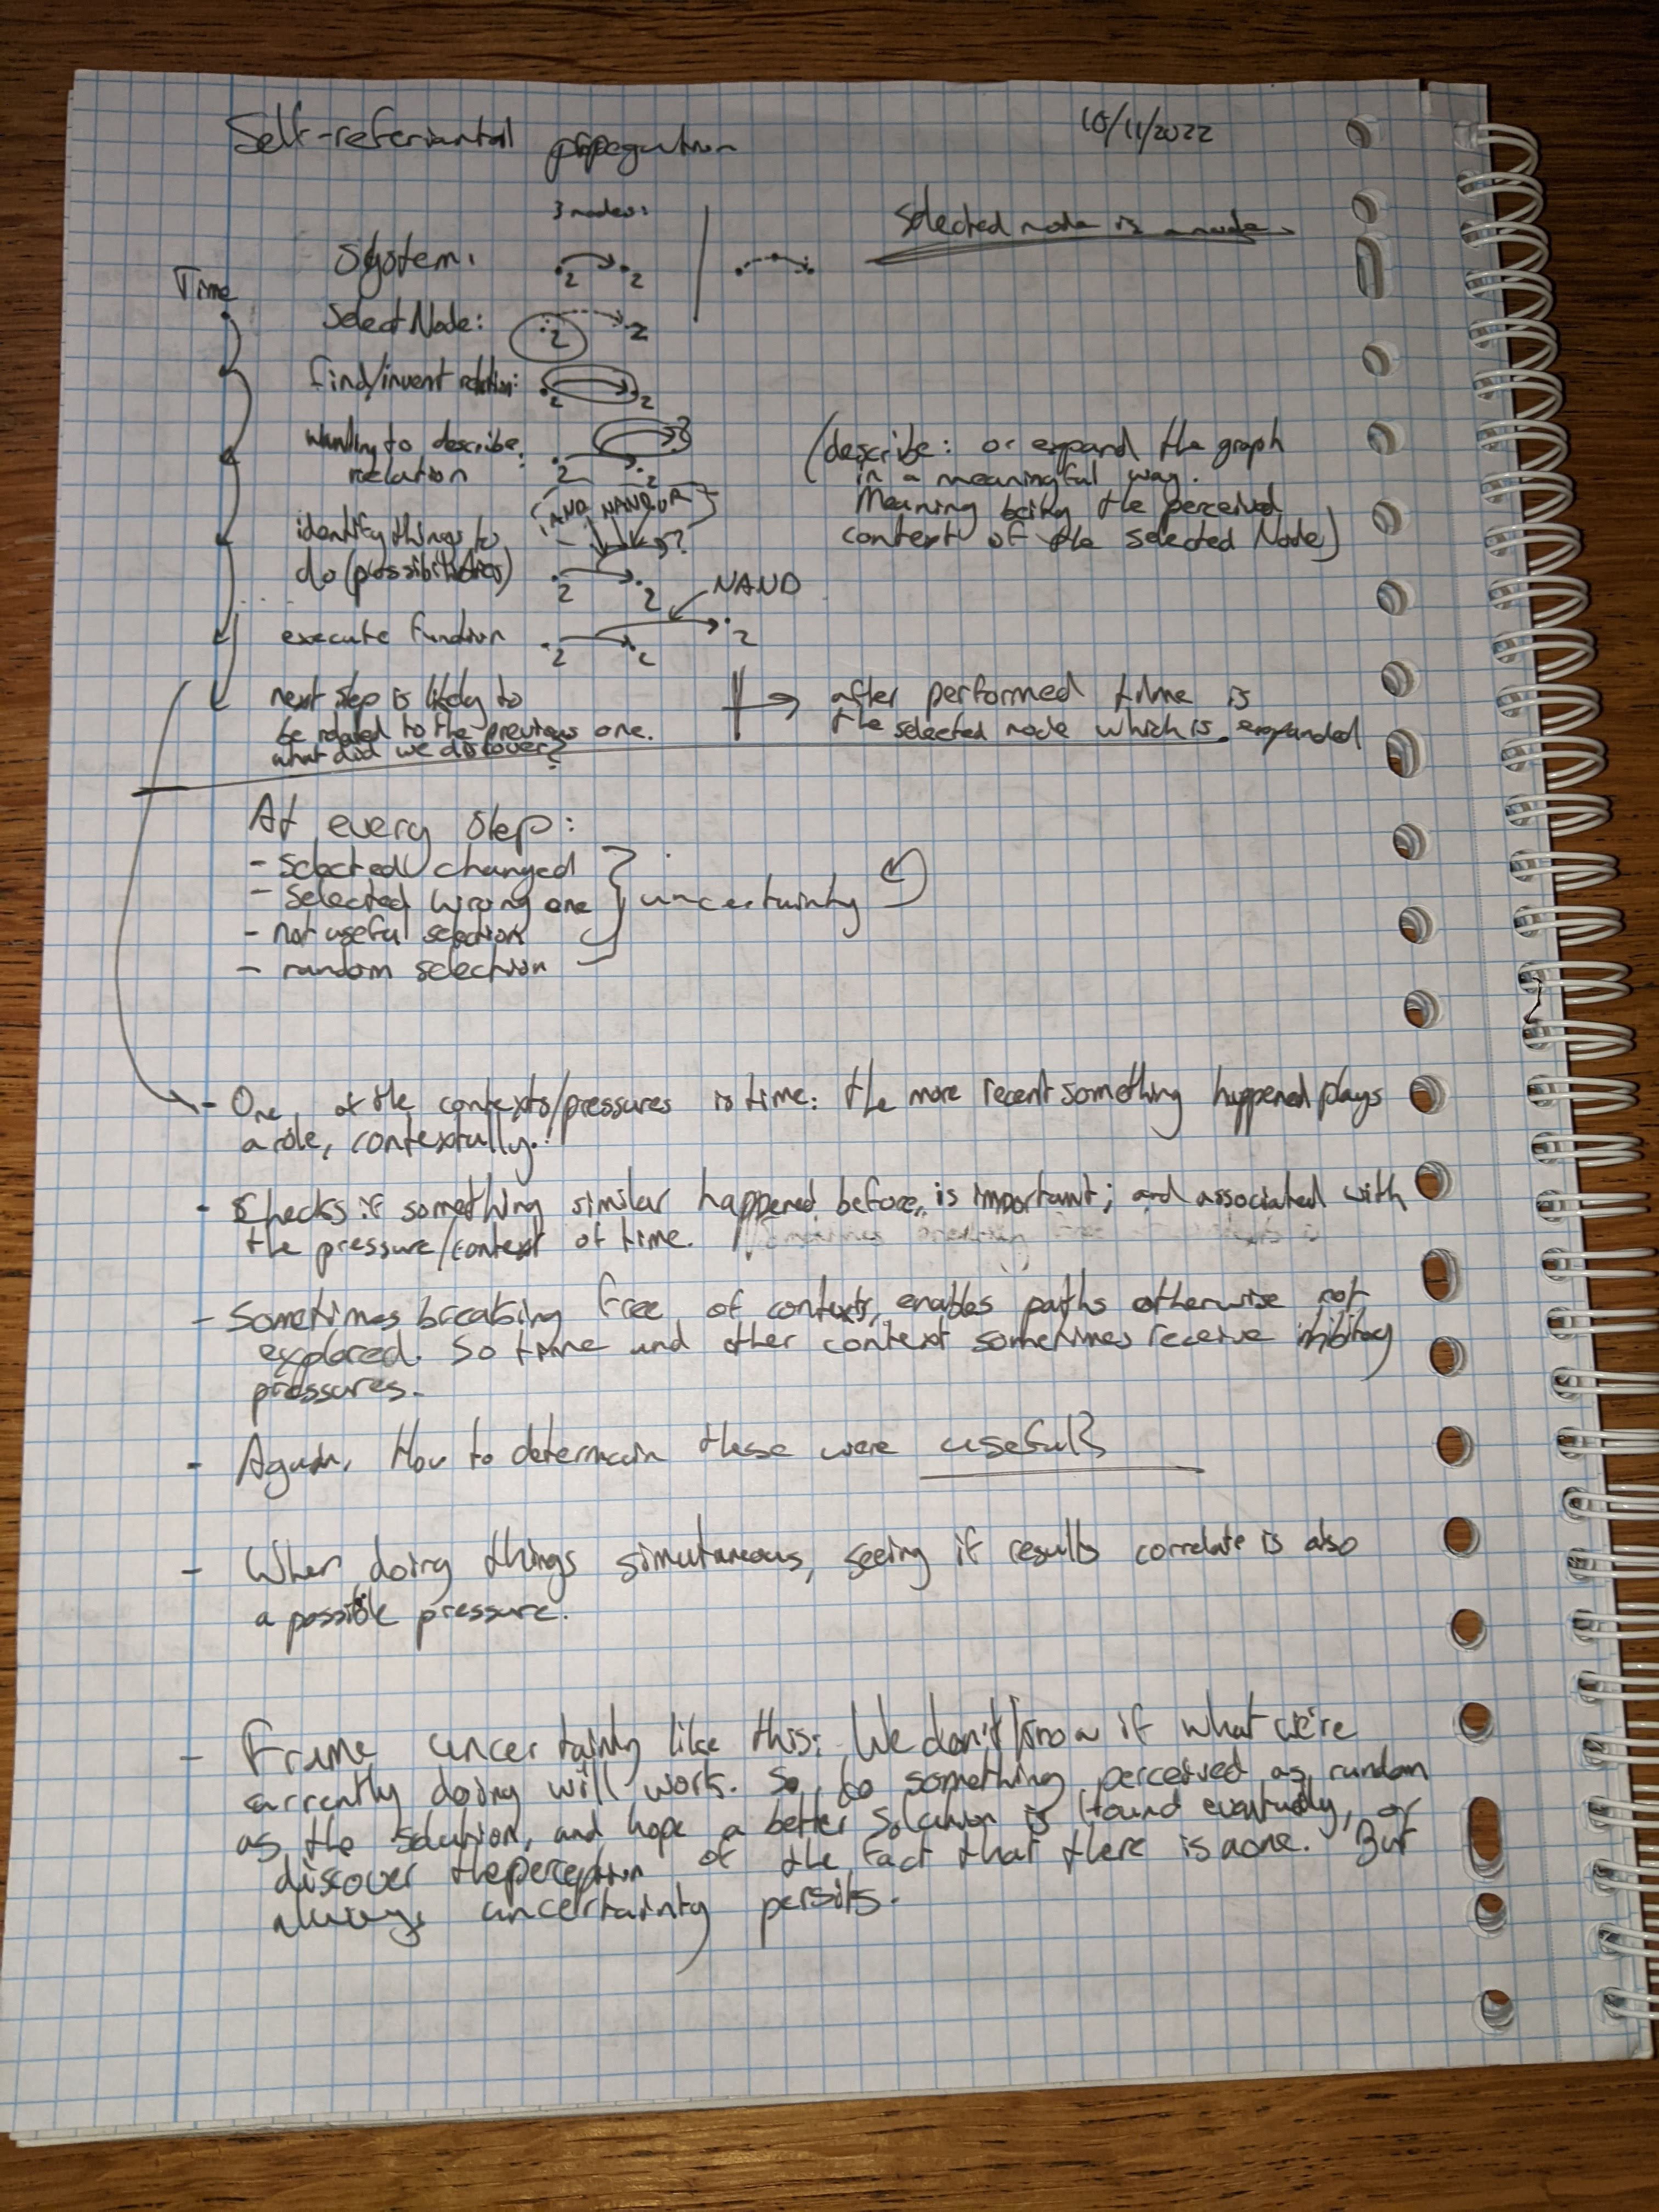 Self-referiantal propegation 10/11/2022
3 nodes:
System:
2 2
selected node is a node.
Time
Select Node:
2 2
find/invent relation:
2 2
wanting to describe
relation
?
2 2
(describe: or expand the graph
in a meaningful way.
Meaning being the perceived
context of the selected Node)
identify things to
do (possibilities)
{AND, NAND, OR}
?
2 2
execute function
NAND
2 2 2
next step is likely to
be related to the previous one.
what did we discover?
after performed time is
the selected node which is expanded
At every step:
- selected changed
- selected wrong one
- not useful selection
- random selection
uncertainty
- One, of the contexts/pressures is time: the more recent something happened plays
a role, contextually.
- Checks if something similar happened before, is important; and associated with
the pressure/context of time.
- Sometimes breaking free of contexts, enables paths otherwise not
explored. So time and other context sometimes receive inhibitory
pressures.
- Again, How to determain these were useful?
- When doing things simutaneous, seeing if results correlate is also
a possible pressure.
- Frame uncertainty like this: We don't know if what we're
currently doing will work. So, do something perceived as random
as the solution, and hope a better solution is found eventually, or
discover the perception of the fact that there is none. But
always uncertainty persits.